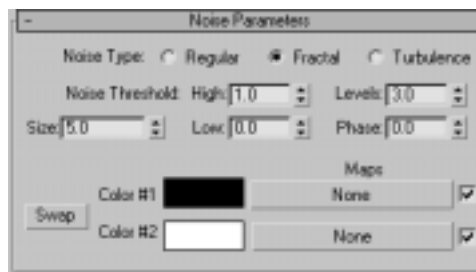 - Noise Parameters
Noise Type: Regular Fractal Turbulence
Noise Threshold: High: 1.0 Levels: 3.0
Size: 5.0 Low: 0.0 Phase: 0.0
Maps
Color #1 None
Swap
Color #2 None